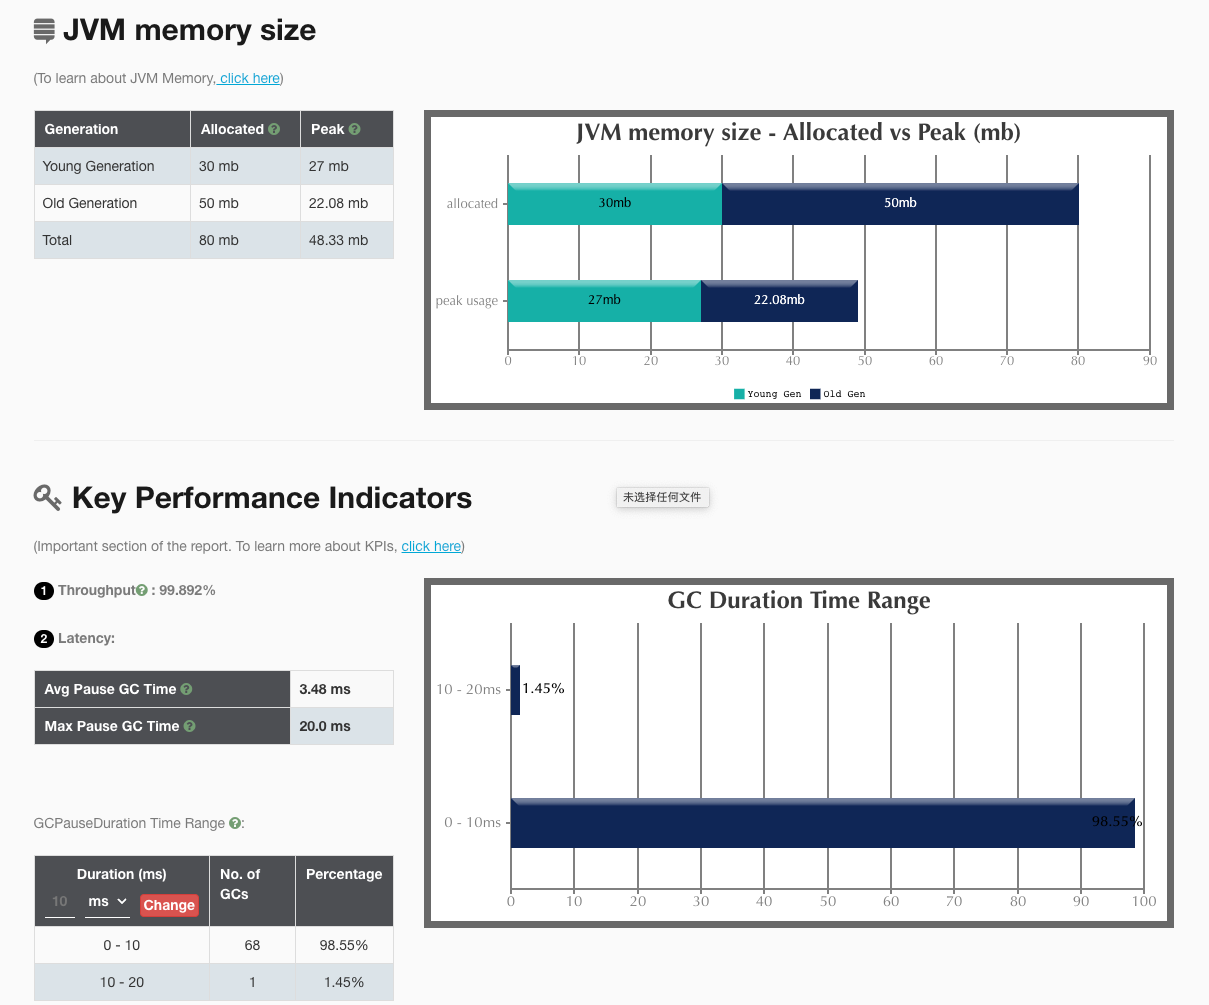 JVM memory size
(To learn about JVM Memory, click here)
Generation Allocated ? Peak ?
Young Generation 30 mb 27 mb
Old Generation 50 mb 22.08 mb
Total 80 mb 48.33 mb
JVM memory size - Allocated vs Peak (mb)
allocated 30mb 50mb
peak usage 27mb 22.08mb
0 10 20 30 40 50 60 70 80 90
Young Gen Old Gen
Key Performance Indicators
未选择任何文件
(Important section of the report. To learn more about KPIs, click here)
1 Throughput? : 99.892%
2 Latency:
Avg Pause GC Time ? 3.48 ms
Max Pause GC Time ? 20.0 ms
GCPauseDuration Time Range ?:
Duration (ms) No. of GCs Percentage
10 ms Change
0 - 10 68 98.55%
10 - 20 1 1.45%
GC Duration Time Range
10 - 20ms 1.45%
0 - 10ms 98.55%
0 10 20 30 40 50 60 70 80 90 100